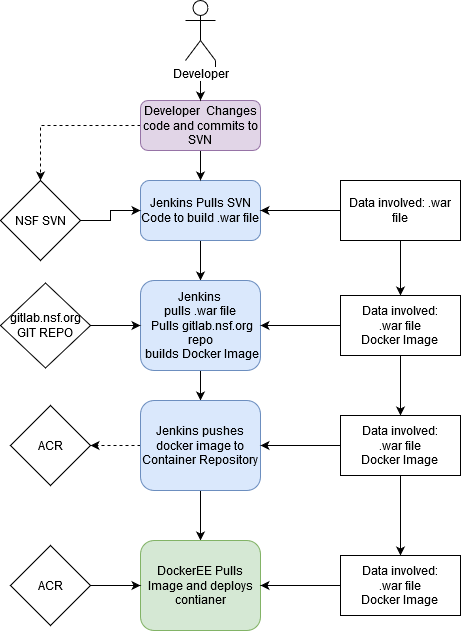 Developer
Developer Changes
code and commits to
SVN
NSF SVN
Jenkins Pulls SVN
Code to build .war file
Data involved: .war
file
gitlab.nsf.org
GIT REPO
Jenkins
pulls .war file
Pulls gitlab.nsf.org
repo
builds Docker Image
Data involved:
.war file
Docker Image
ACR
Jenkins pushes
docker image to
Container Repository
Data involved:
.war file
Docker Image
ACR
DockerEE Pulls
Image and deploys
contianer
Data involved:
.war file
Docker Image